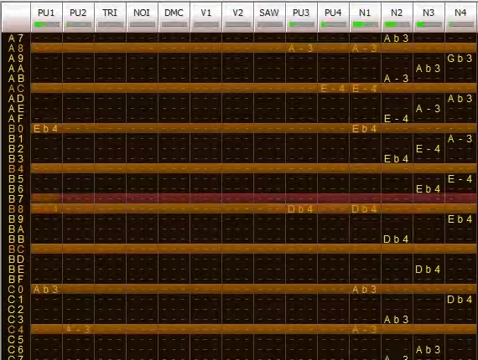 PU1 PU2 TRI NOI DMC V1 V2 SAW PU3 PU4 N1 N2 N3 N4
A7 Ab3
A8 A-3 A-3
A9 Gb3
AA Ab3
AB A-3
AC E-4 E-4
AD Ab3
AE A-3
AF E-4
B0 Eb4 Eb4
B1 A-3
B2 E-4
B3 Eb4
B4
B5 E-4
B6 Eb4
B7
B8 Db4 Db4
B9 Eb4
BA
BB Db4
BC
BD
BE Db4
BF
C0 Ab3 Ab3
C1 Db4
C2
C3 Ab3
C4 A-3 A-3
C5
C6 Ab3
C7 A-3